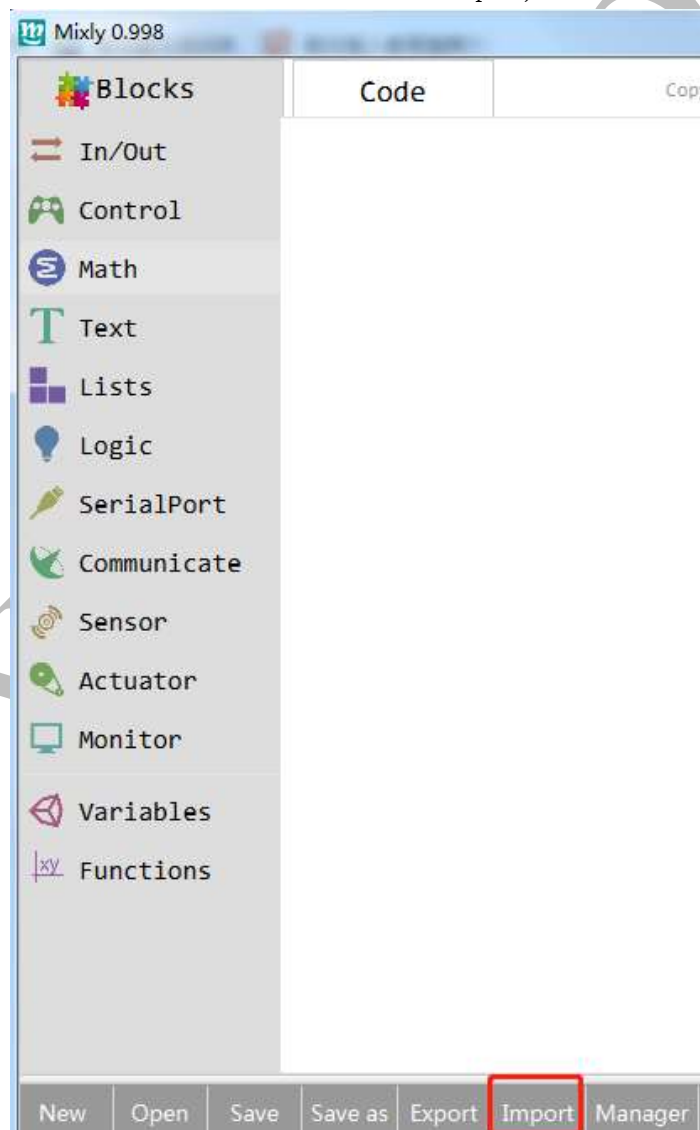 Mixly 0.998
Blocks
Code
In/Out
Control
Math
Text
Lists
Logic
SerialPort
Communicate
Sensor
Actuator
Monitor
Variables
xy
Functions
New Open Save Save as Export Import Manager